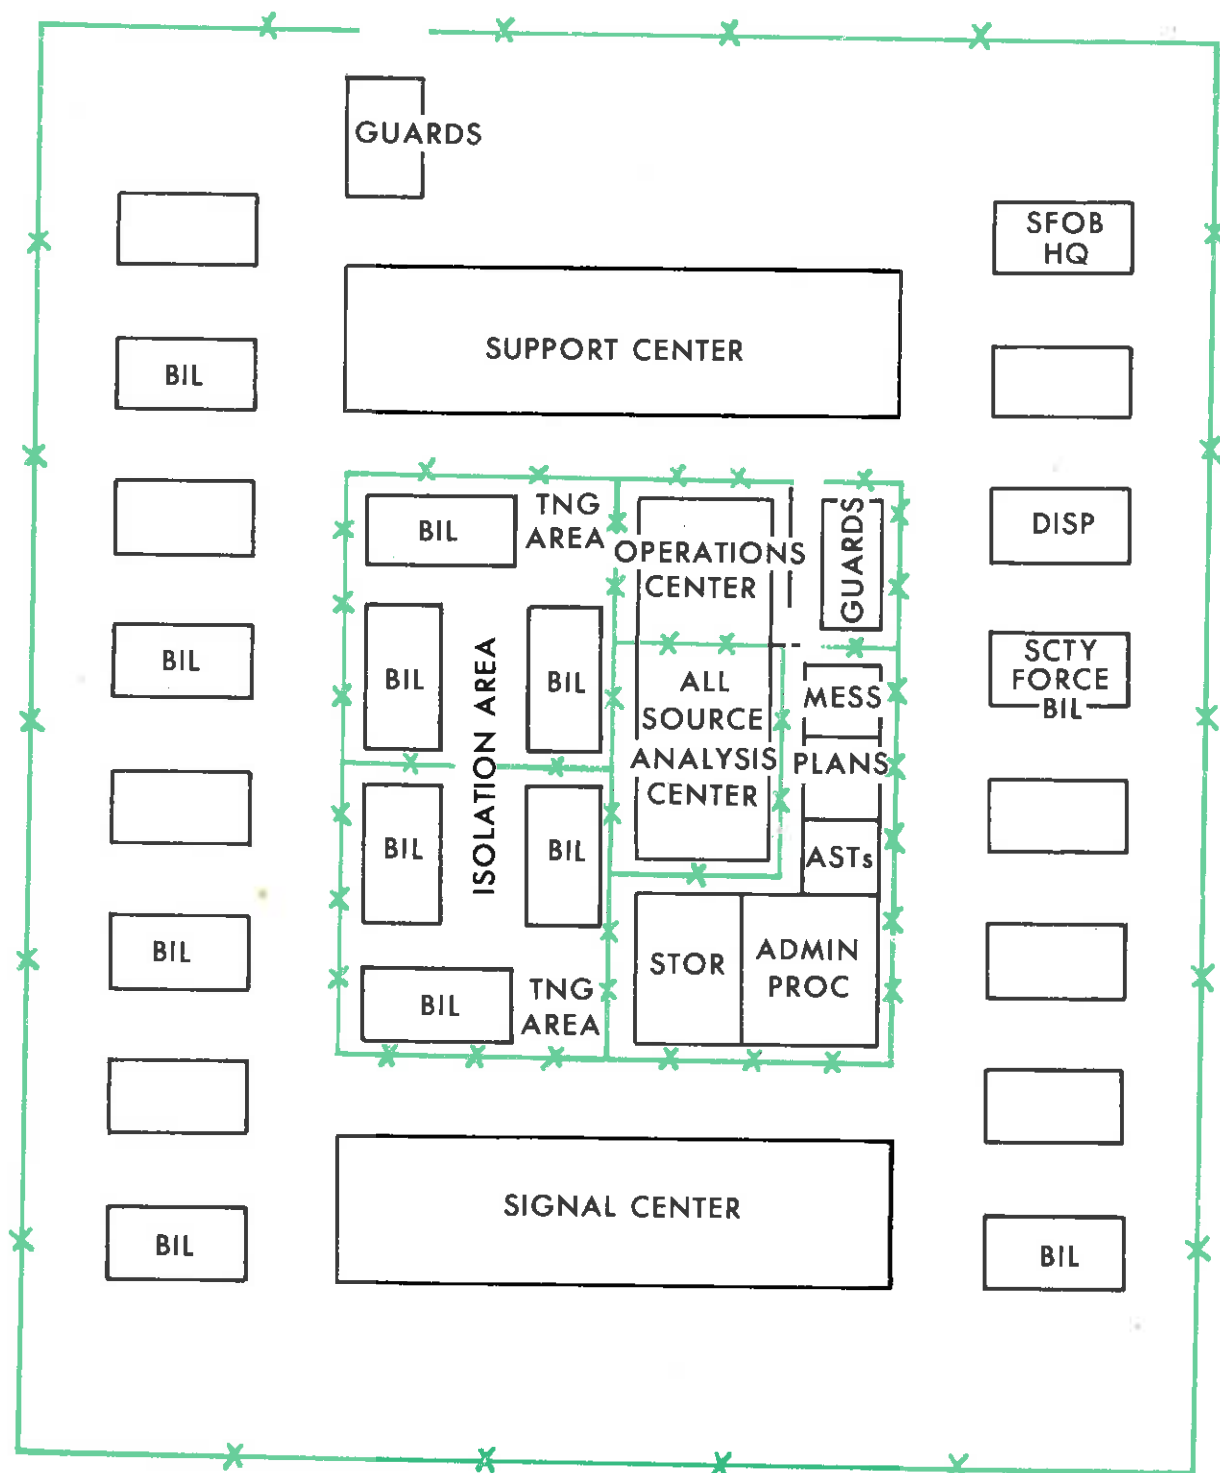 GUARDS
SFOB
HQ
SUPPORT CENTER
BIL
TNG
AREA
BIL
OPERATIONS
CENTER
GUARDS
DISP
BIL
BIL
ISOLATION AREA
BIL
ALL
SOURCE
ANALYSIS
CENTER
MESS
PLANS
ASTs
SCTY
FORCE
BIL
BIL
BIL
BIL
STOR
ADMIN
PROC
BIL
TNG
AREA
SIGNAL CENTER
BIL
BIL